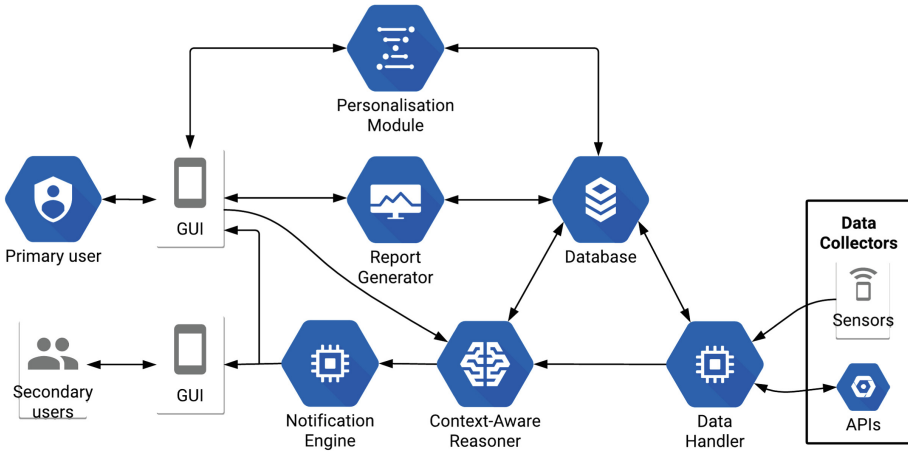 Personalisation
Module
Primary user
GUI
Report
Generator
Database
Data
Collectors
Sensors
APIs
Secondary
users
GUI
Notification
Engine
Context-Aware
Reasoner
Data
Handler